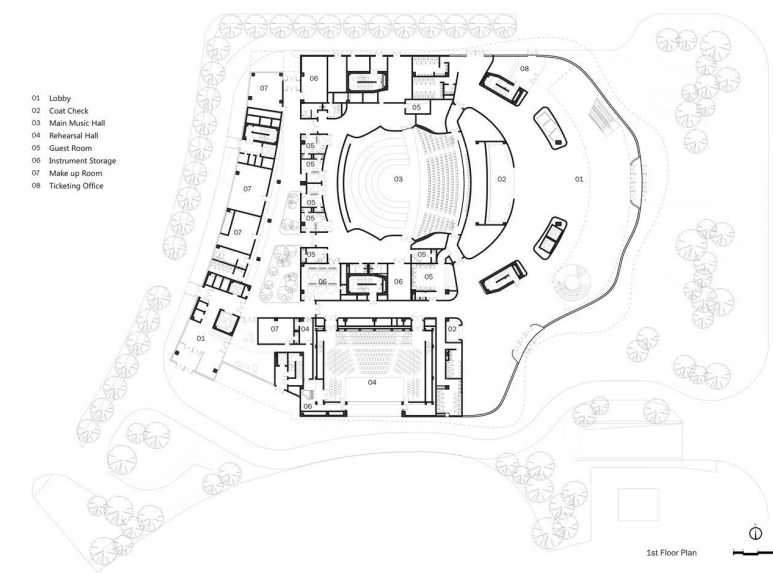 01 Lobby
02 Coat Check
03 Main Music Hall
04 Rehearsal Hall
05 Guest Room
06 Instrument Storage
07 Make up Room
08 Ticketing Office
08
06
07
05
05
05
03
02
01
07
05
05
07
05
05
05
06
06
07
04
02
01
04
06
1st Floor Plan